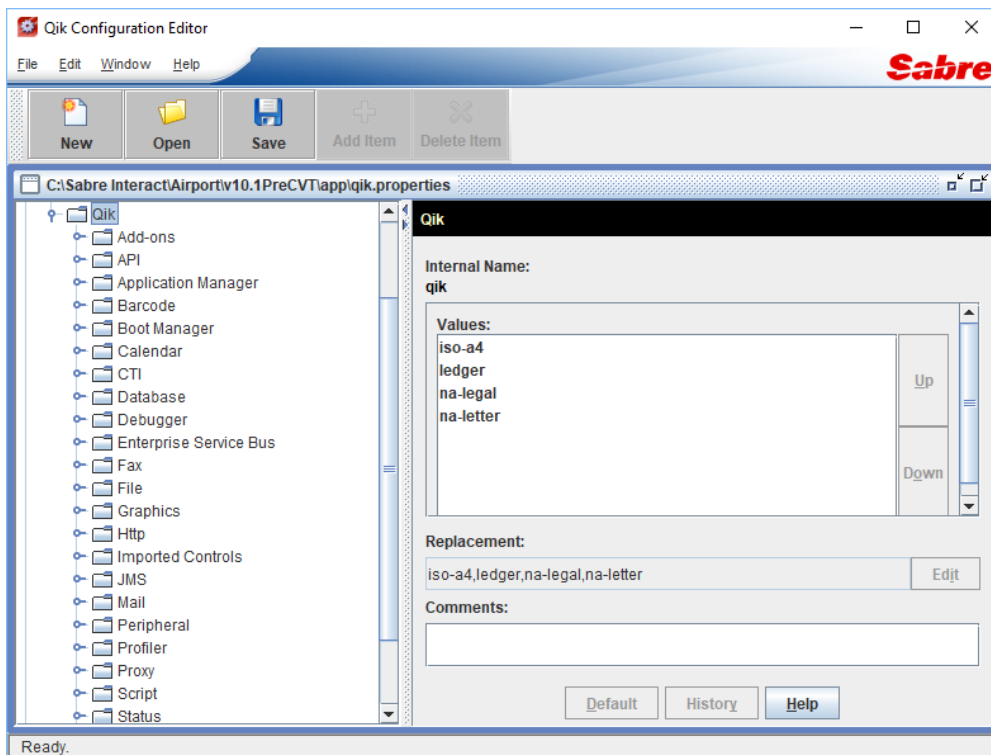 Qik Configuration Editor
File Edit Window Help
Sabre
New Open Save Add Item Delete Item
C:\Sabre Interact\Airport\v10.1PreCVT\app\qik.properties
Qik
Add-ons
API
Application Manager
Barcode
Boot Manager
Calendar
CTI
Database
Debugger
Enterprise Service Bus
Fax
File
Graphics
Http
Imported Controls
JMS
Mail
Peripheral
Profiler
Proxy
Script
Status
Qik
Internal Name:
qik
Values:
iso-a4
ledger
na-legal
na-letter
Up
Down
Replacement:
iso-a4,ledger,na-legal,na-letter Edit
Comments:
Default History Help
Ready.